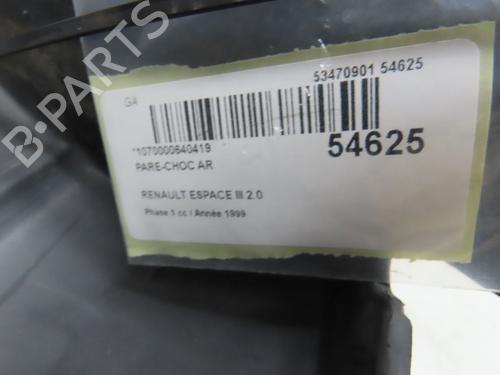 B-PARTS
53470901 54625
GA
*1070000640419
54625
PARE-CHOC AR
RENAULT ESPACE III 2.0
Phase 1 cc / Année 1999